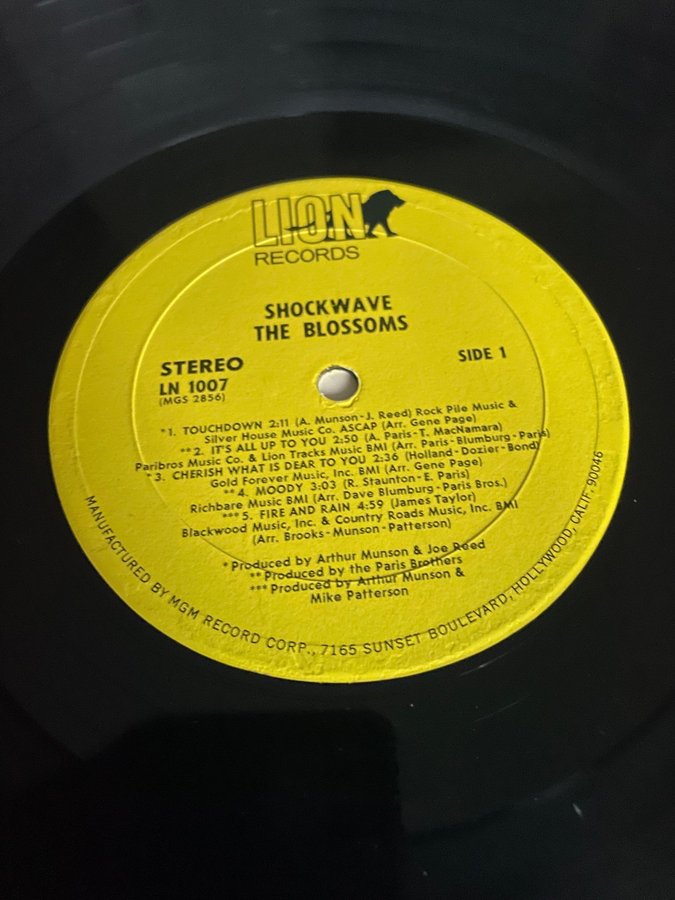 LION
RECORDS
SHOCKWAVE
THE BLOSSOMS
STEREO
SIDE 1
LN 1007
(MGS 2856)
*1. TOUCHDOWN 2:11 (A. Munson-J. Reed) Rock Pile Music &
Silver House Music Co. ASCAP (Arr. Gene Page)
**2. IT'S ALL UP TO YOU 2:50 (A. Paris-T. MacNamara)
Paribros Music Co. & Lion Tracks Music BMI (Arr. Paris-Blumburg-Paris)
*3. CHERISH WHAT IS DEAR TO YOU 2:36 (Holland-Dozier-Bond)
Gold Forever Music, Inc. BMI (Arr. Gene Page)
**4. MOODY 3:03 (R. Staunton-E. Paris)
Richbare Music BMI (Arr. Dave Blumburg-Paris Bros.)
***5. FIRE AND RAIN 4:59 (James Taylor)
Blackwood Music, Inc. & Country Roads Music, Inc. BMI
(Arr. Brooks-Munson-Patterson)
*Produced by Arthur Munson & Joe Reed
**Produced by the Paris Brothers
***Produced by Arthur Munson &
Mike Patterson
MANUFACTURED BY MGM RECORD CORP., 7165 SUNSET BOULEVARD, HOLLYWOOD, CALIF. 90046